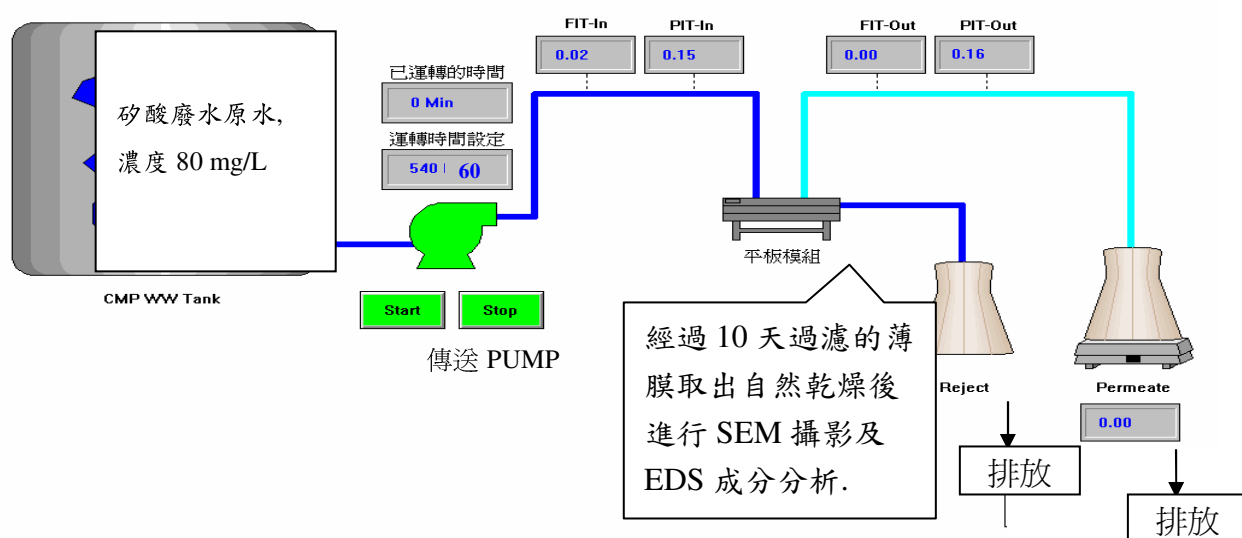 FIT-In
PIT-In
FIT-Out
PIT-Out
0.02
0.15
0.00
0.16
已運轉的時間
0 Min
運轉時間設定
540 60
矽酸廢水原水,
濃度 80 mg/L
CMP WW Tank
Start
Stop
傳送 PUMP
平板模組
經過 10 天過濾的薄
膜取出自然乾燥後
進行 SEM 攝影及
EDS 成分分析.
Reject
Permeate
0.00
排放
排放